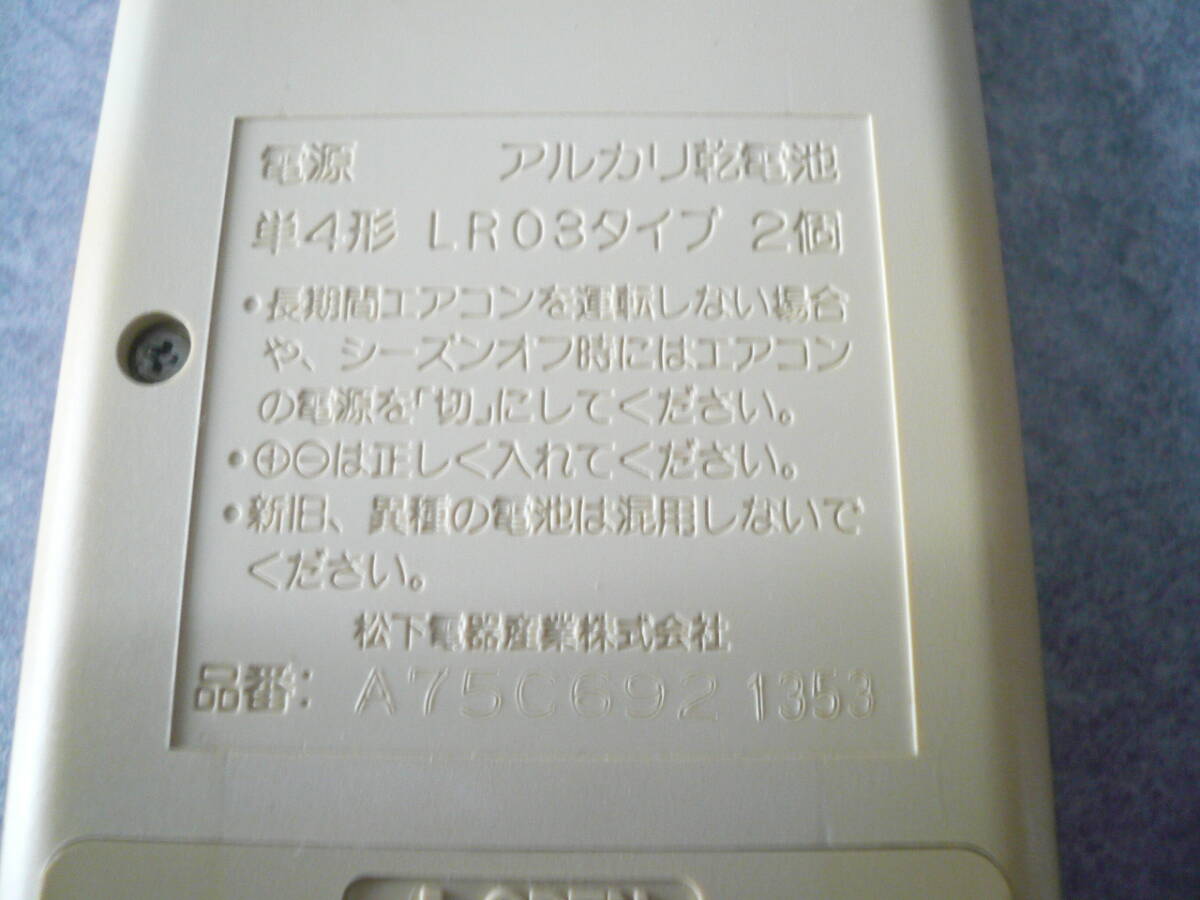 電源 アルカリ乾電池
単4形 LR03タイプ 2個
・長期間エアコンを運転しない場合
や、シーズンオフ時にはエアコン
の電源を「切」にしてください。
・⊕⊖は正しく入れてください。
・新旧、異種の電池は混用しないで
ください。
松下電器産業株式会社
品番: A75C692 1353
OPEN